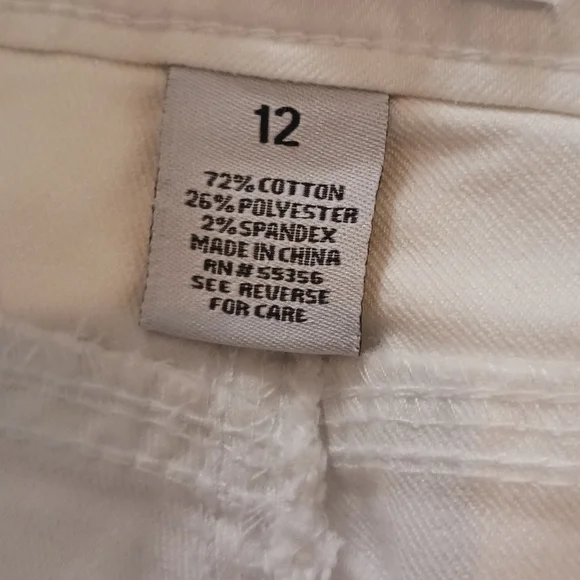 12
72% COTTON
26% POLYESTER
2% SPANDEX
MADE IN CHINA
RN # 55356
SEE REVERSE
FOR CARE